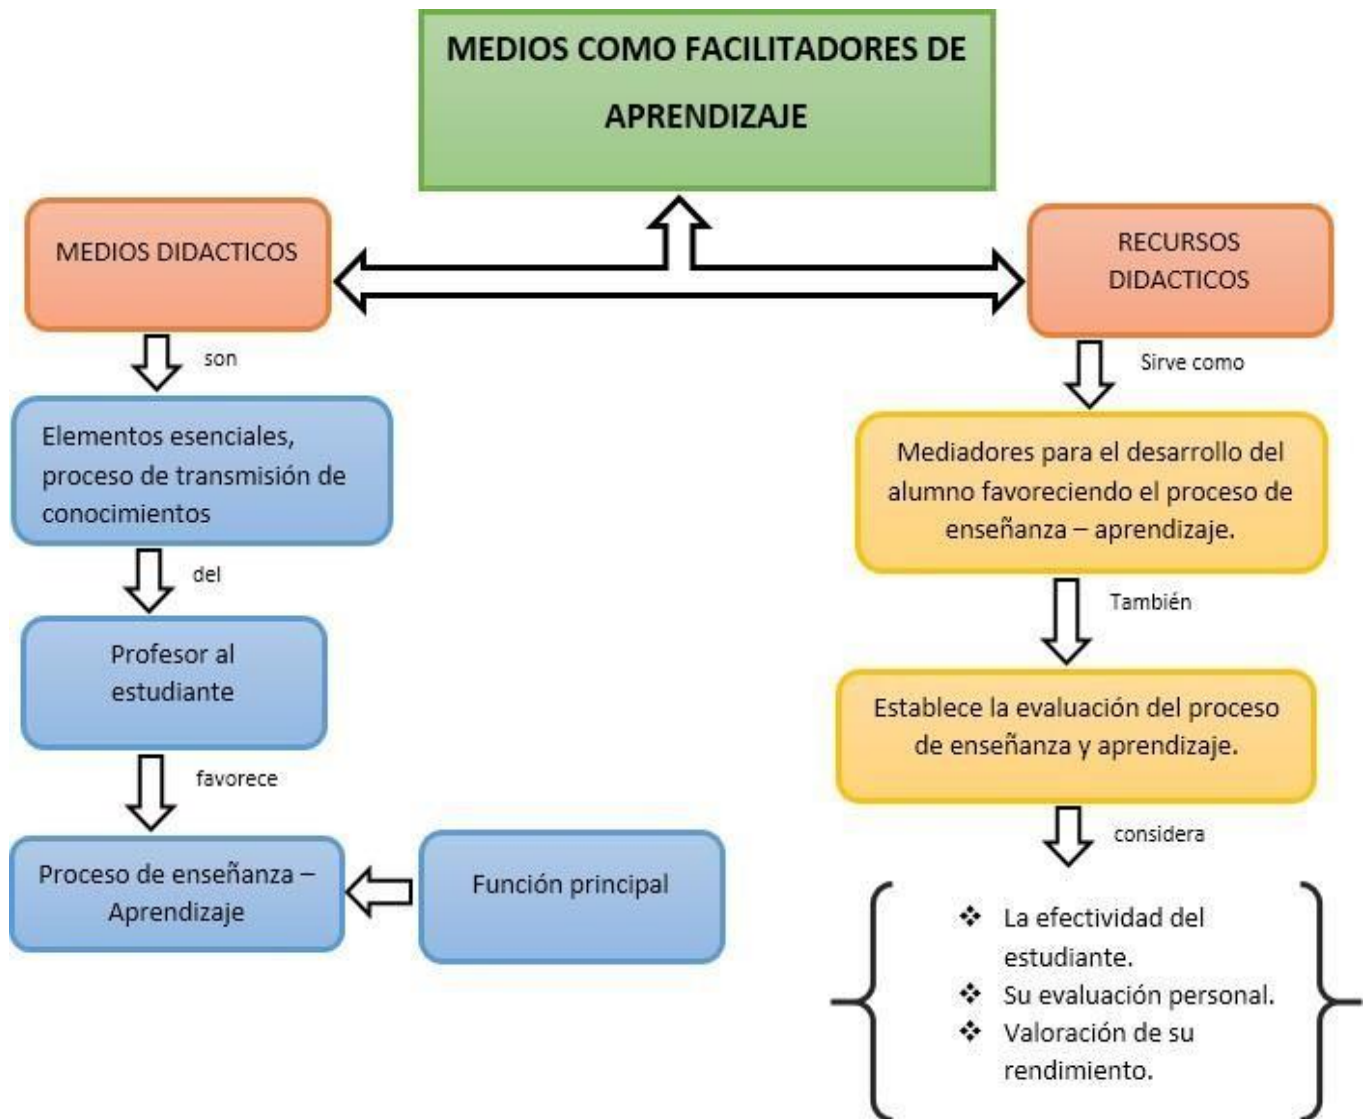 MEDIOS COMO FACILITADORES DE
APRENDIZAJE
MEDIOS DIDACTICOS
son
Elementos esenciales,
proceso de transmisión de
conocimientos
del
Profesor al
estudiante
favorece
Proceso de enseñanza –
Aprendizaje
Función principal
RECURSOS
DIDACTICOS
Sirve como
Mediadores para el desarrollo del
alumno favoreciendo el proceso de
enseñanza – aprendizaje.
También
Establece la evaluación del proceso
de enseñanza y aprendizaje.
considera
❖ La efectividad del
estudiante.
❖ Su evaluación personal.
❖ Valoración de su
rendimiento.